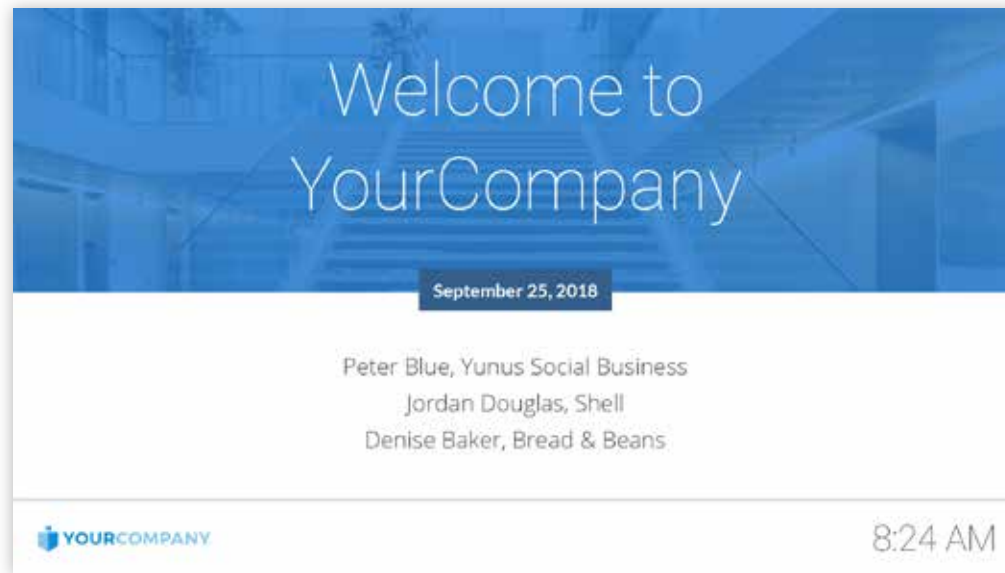 Welcome to
YourCompany
September 25, 2018
Peter Blue, Yunus Social Business
Jordan Douglas, Shell
Denise Baker, Bread & Beans
YOURCOMPANY
8:24 AM